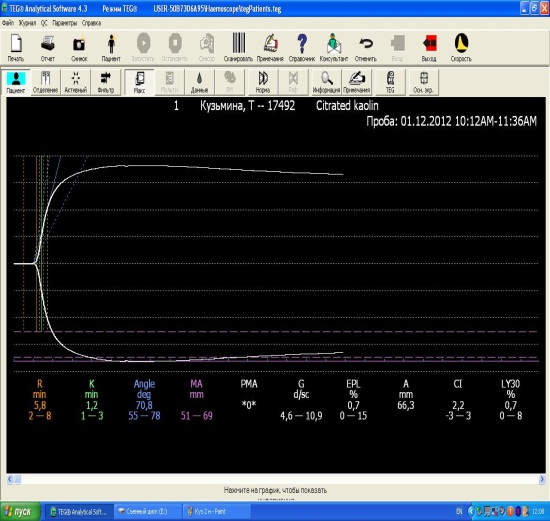 TEG® Analytical Software 4.3 Режим TEG® USER-50B7306A95\Haemoscope\tegPatients.teg
Файл Журнал QC Параметры Справка
Печать Отчет Снимок Пациент Запустить Остановить Список Сканировать Примечания Справочник Консультант Отменить Вход Выход Скорость
Пациент Отделение Активный Фильтр Макс Мульти Данные Норма Реф. Информация Примечания TEG Осн. экр.
1 Кузьмина, Т -- 17492 Citrated kaolin
Проба: 01.12.2012 10:12AM-11:36AM
R K Angle MA PMA G EPL A CI LY30
min min deg mm d/sc % mm %
5,8 1,2 70,8 *0* 0,7 66,3 2,2 0,7
2 — 8 1 — 3 55 — 78 51 — 69 4,6 — 10,9 0 — 15 -3 — 3 0 — 8
Нажмите на график, чтобы показать
пуск TEG® Analytical Soft... Съемный диск (E:) Куз 2 н - Paint EN 12:08